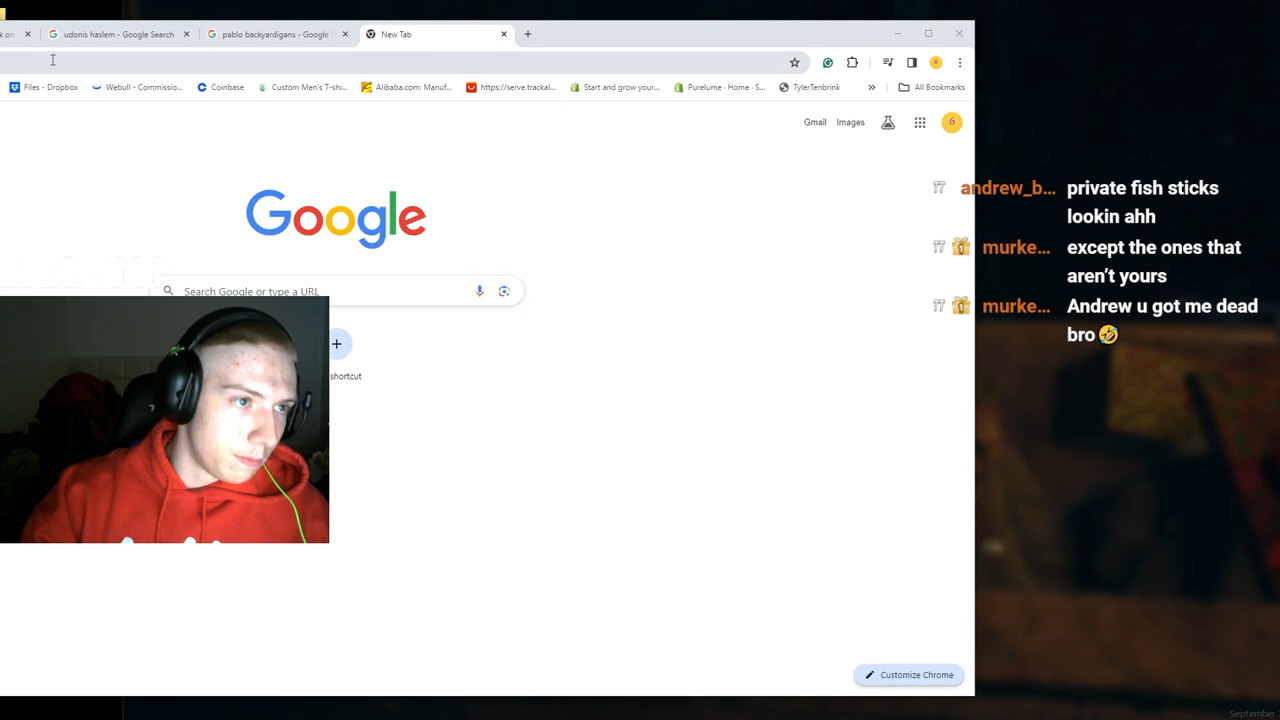 k on
udonis haslem - Google Search
pablo backyardigans - Google
New Tab
Files - Dropbox
Webull - Commissio...
Coinbase
Custom Men's T-shi...
Alibaba.com: Manuf...
https://serve.trackal...
Start and grow your...
Purelume · Home · S...
TylerTenbrink
»
All Bookmarks
Gmail
Images
6
Google
Search Google or type a URL
shortcut
andrew_b... private fish sticks
lookin ahh
murke... except the ones that
aren't yours
murke... Andrew u got me dead
bro🤣
Customize Chrome
September